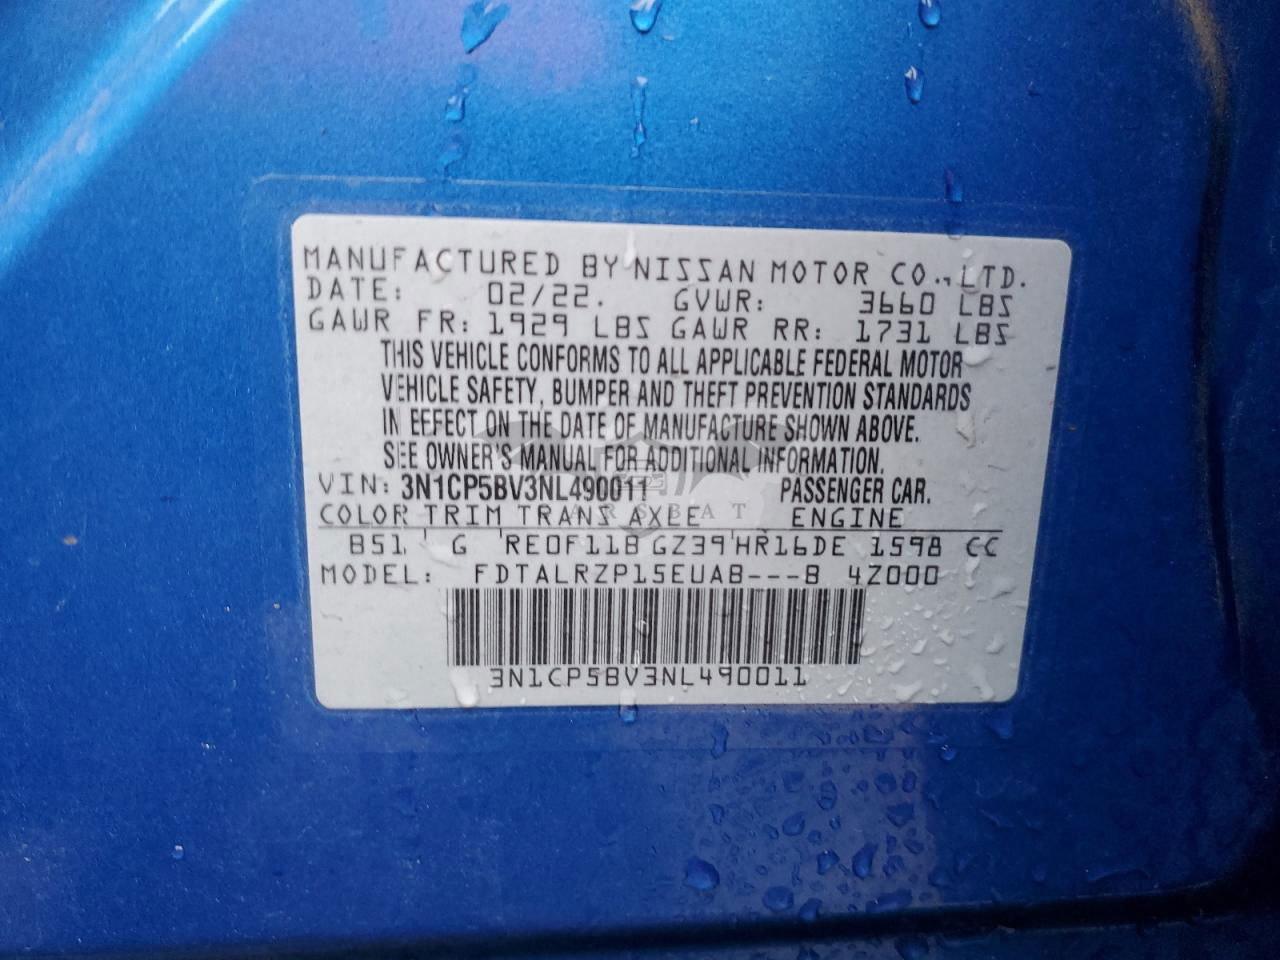 MANUFACTURED BY NISSAN MOTOR CO., LTD.
DATE: 02/22. GVWR: 3660 LBS
GAWR FR: 1929 LBS GAWR RR: 1731 LBS
THIS VEHICLE CONFORMS TO ALL APPLICABLE FEDERAL MOTOR
VEHICLE SAFETY, BUMPER AND THEFT PREVENTION STANDARDS
IN EFFECT ON THE DATE OF MANUFACTURE SHOWN ABOVE.
SEE OWNER'S MANUAL FOR ADDITIONAL INFORMATION.
VIN: 3N1CP5BV3NL490011 PASSENGER CAR.
COLOR TRIM TRANS AXLE ENGINE
B51 G RE0F11B GZ39 HR16DE 1598 CC
MODEL: FDTALRZP15EUAB---B 4Z000
3N1CP5BV3NL490011